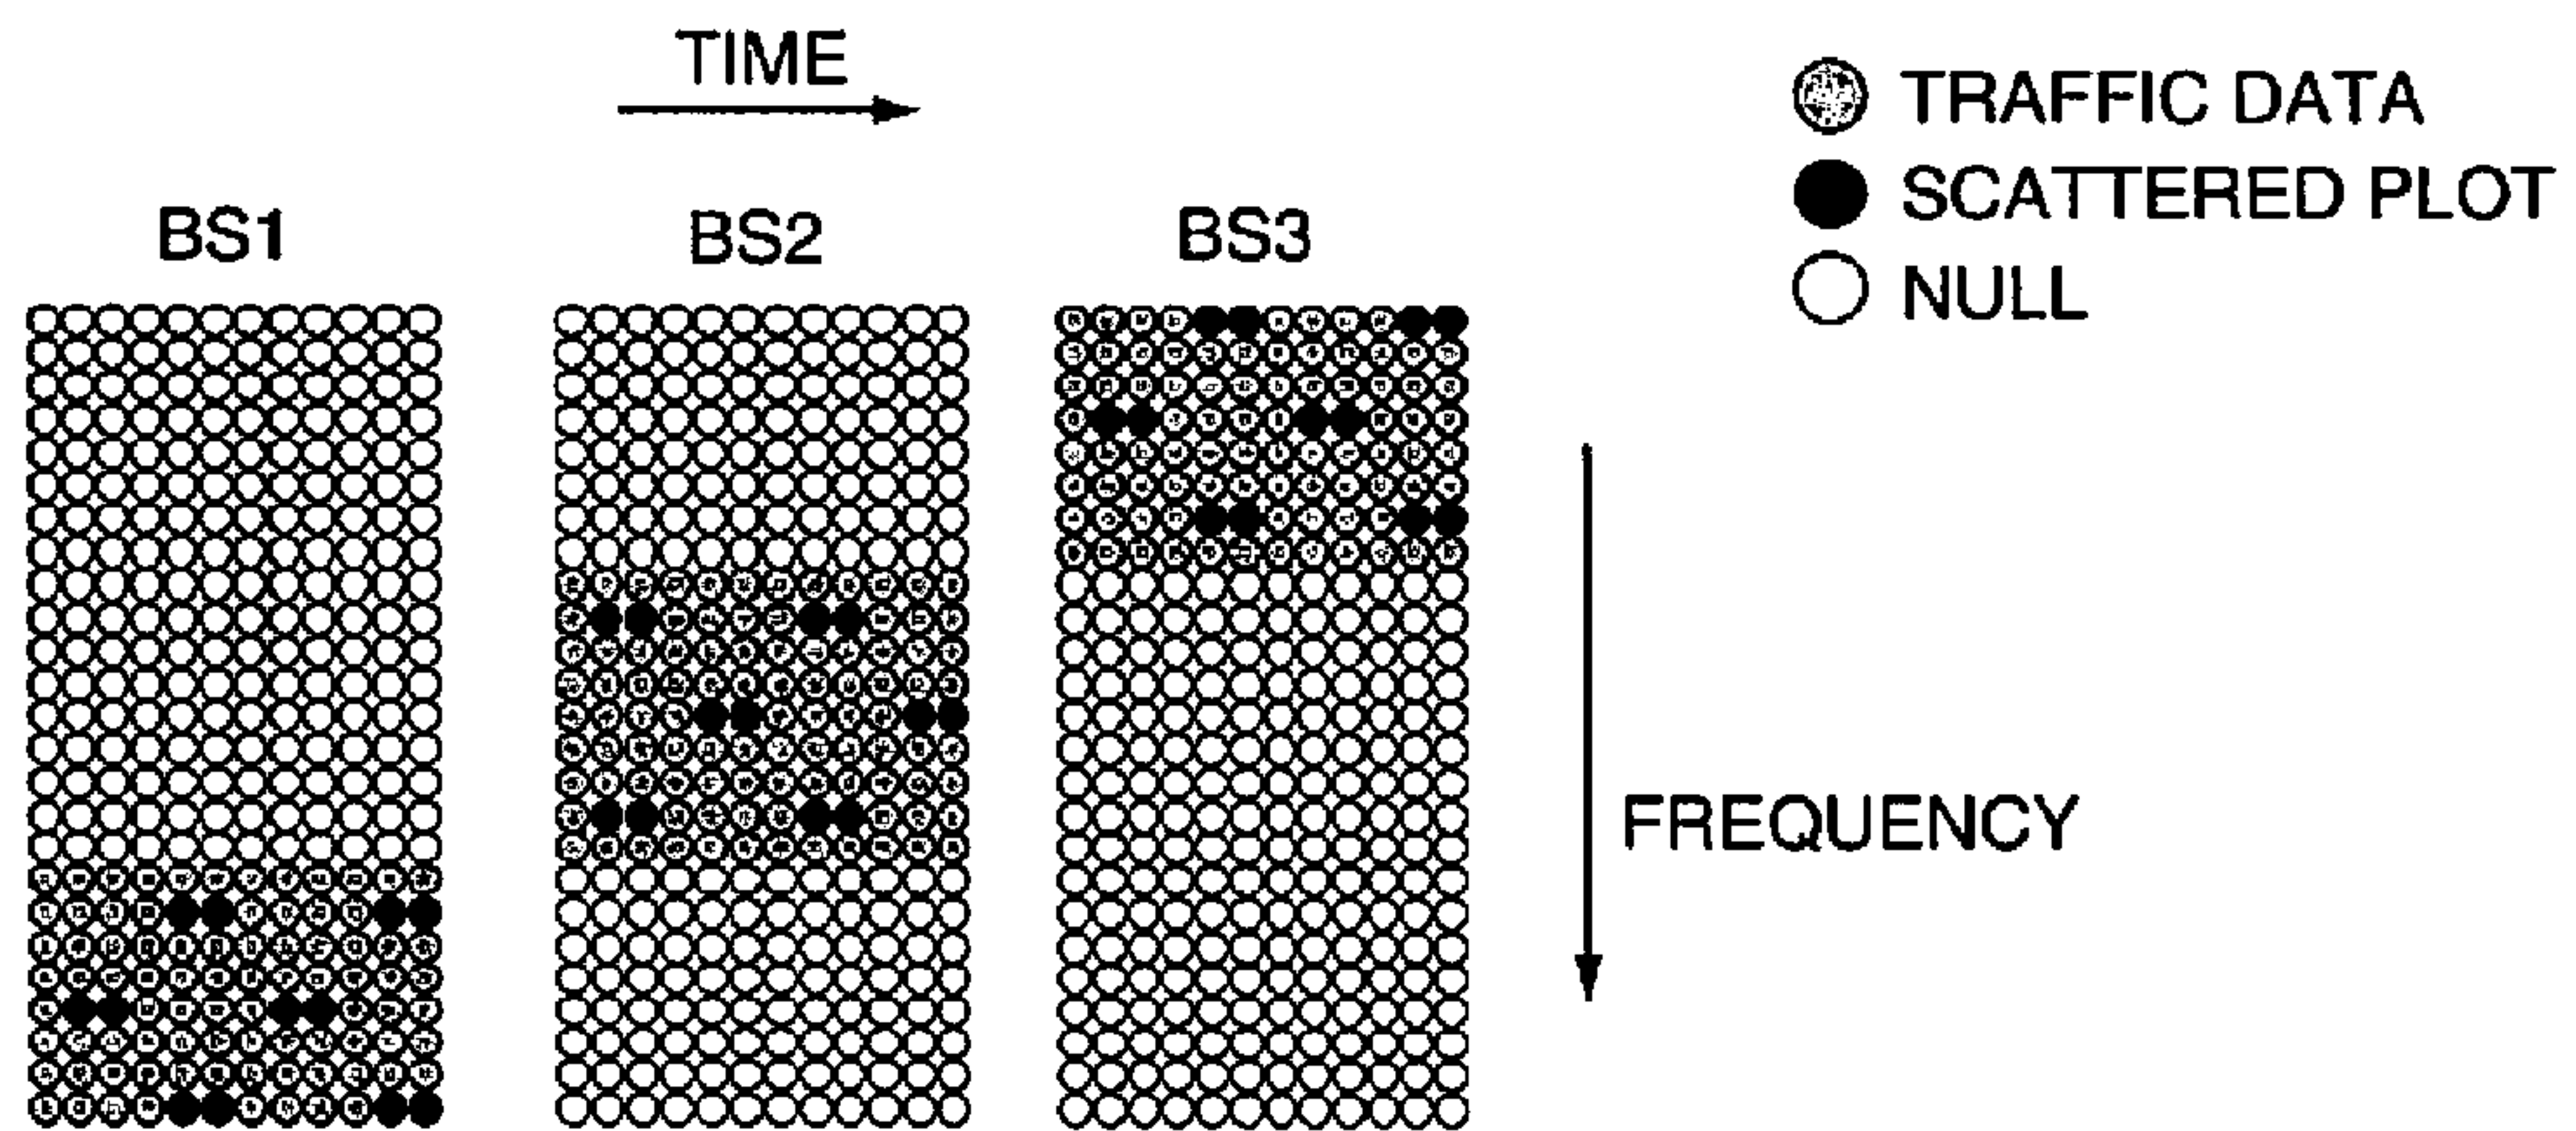 TIME
TRAFFIC DATA
SCATTERED PLOT
NULL
BS1 BS2 BS3
FREQUENCY